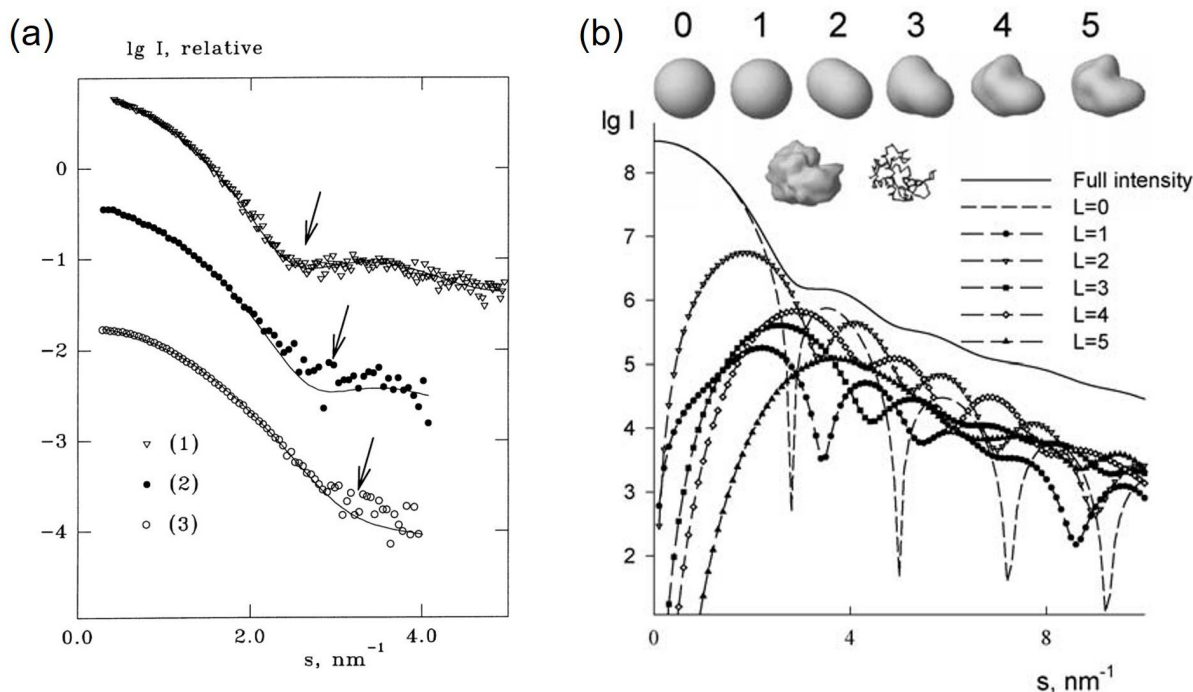 (a)
lg I, relative
0
−1
−2
−3
−4
(1)
(2)
(3)
0.0 2.0 4.0
s, nm⁻¹
(b)
0 1 2 3 4 5
lg I
8
7
6
5
4
3
2
Full intensity
L=0
L=1
L=2
L=3
L=4
L=5
0 4 8
s, nm⁻¹